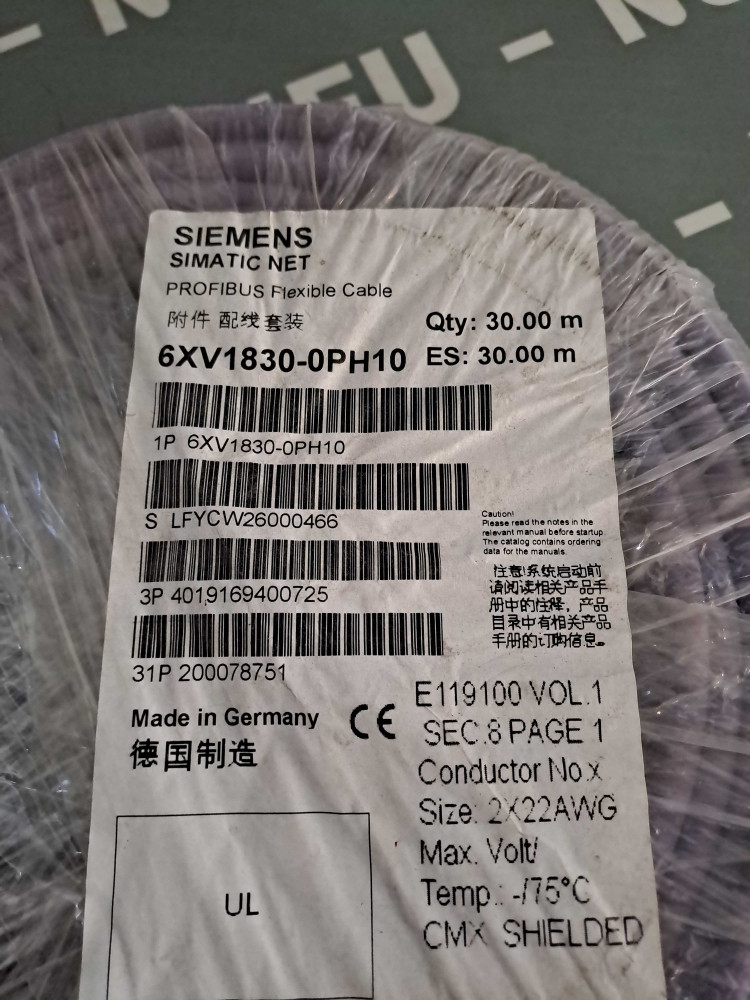 NEU -
SIEMENS
SIMATIC NET
PROFIBUS Flexible Cable
附件 配线套装
Qty: 30.00 m
6XV1830-0PH10
ES: 30.00 m
1P 6XV1830-0PH10
S LFYCW26000466
3P 4019169400725
31P 200078751
Caution!
Please read the notes in the
relevant manual before startup.
The catalog contains ordering
data for the manuals.
注意!系统启动前
请阅读相关产品手
册中的注释，产品
目录中有相关产品
手册的订购信息。
Made in Germany
CE
德国制造
E119100 VOL.1
SEC.8 PAGE 1
Conductor No.x
Size: 2X22AWG
Max. Volt/
Temp.: -/75°C
CMX SHIELDED
UL